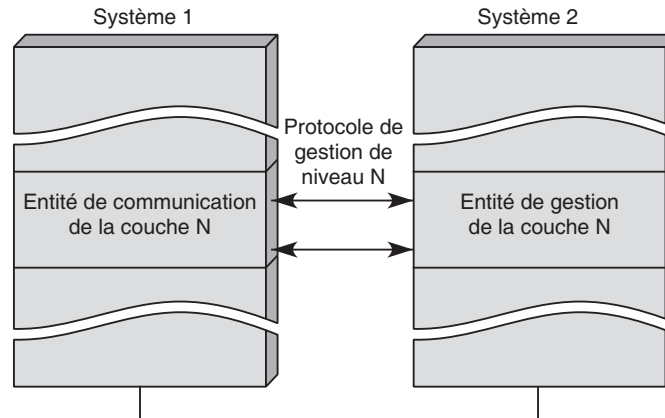 Système 1
Système 2
Protocole de
gestion de
niveau N
Entité de communication
de la couche N
Entité de gestion
de la couche N